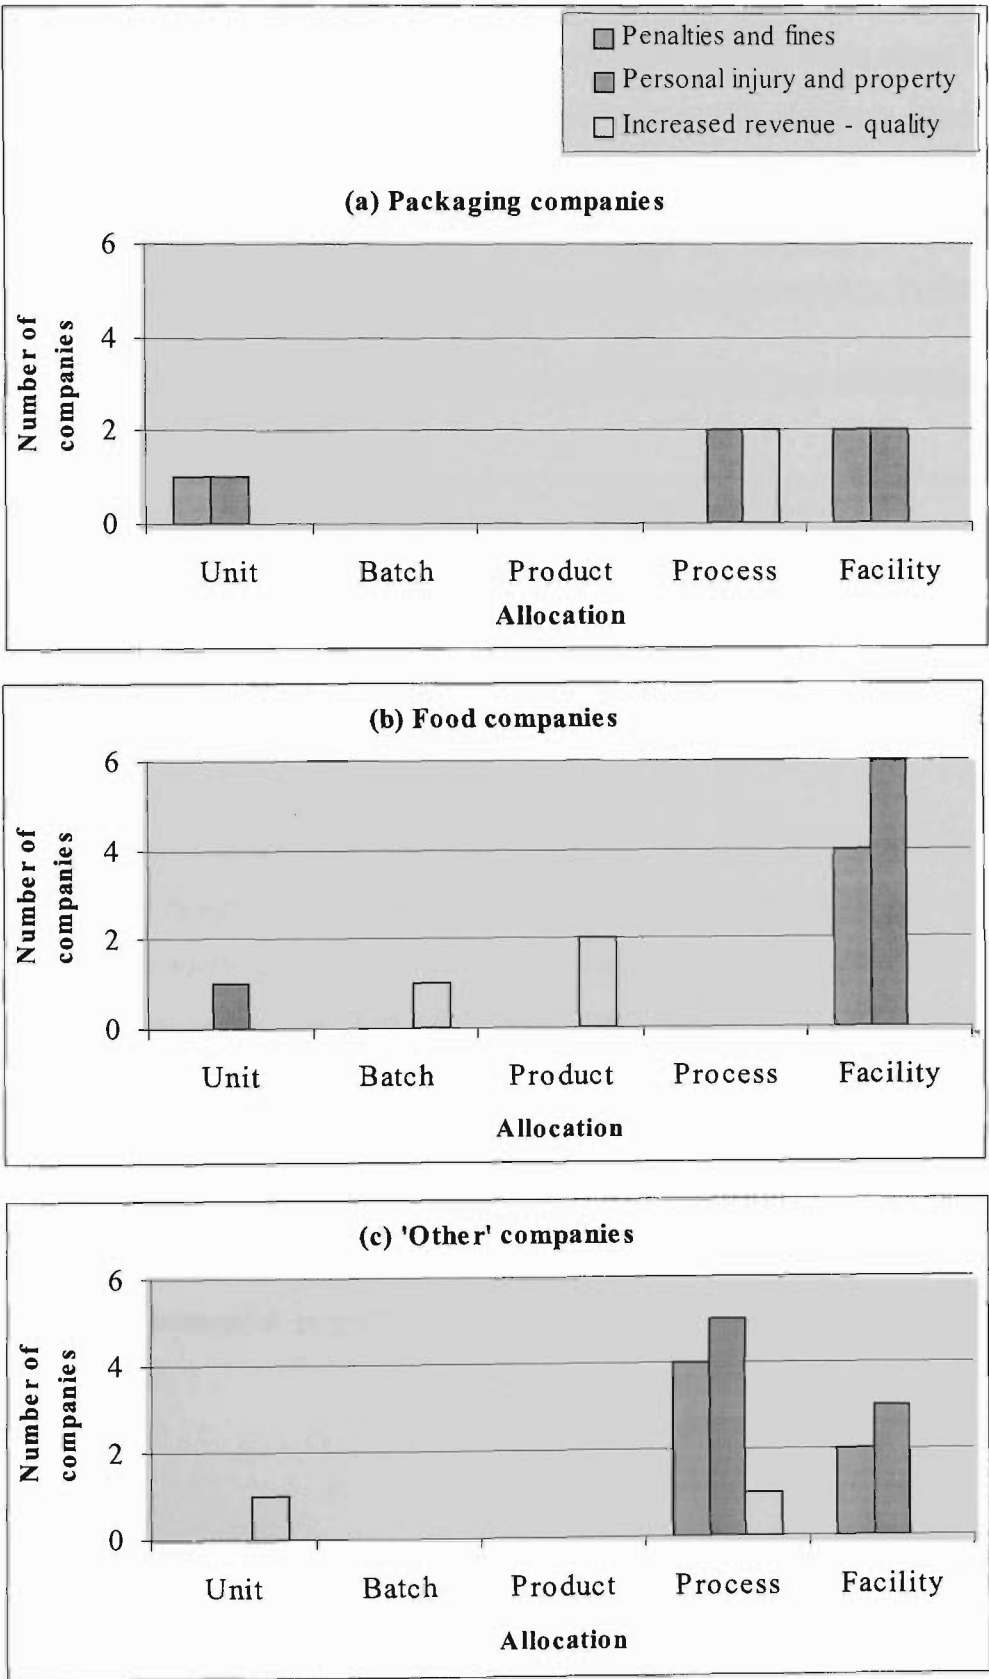 Penalties and fines
Personal injury and property
Increased revenue - quality
(a) Packaging companies
6
4
2
0
Number of
companies
Unit Batch Product Process Facility
Allocation
(b) Food companies
6
4
2
0
Number of
companies
Unit Batch Product Process Facility
Allocation
(c) 'Other' companies
6
4
2
0
Number of
companies
Unit Batch Product Process Facility
Allocation